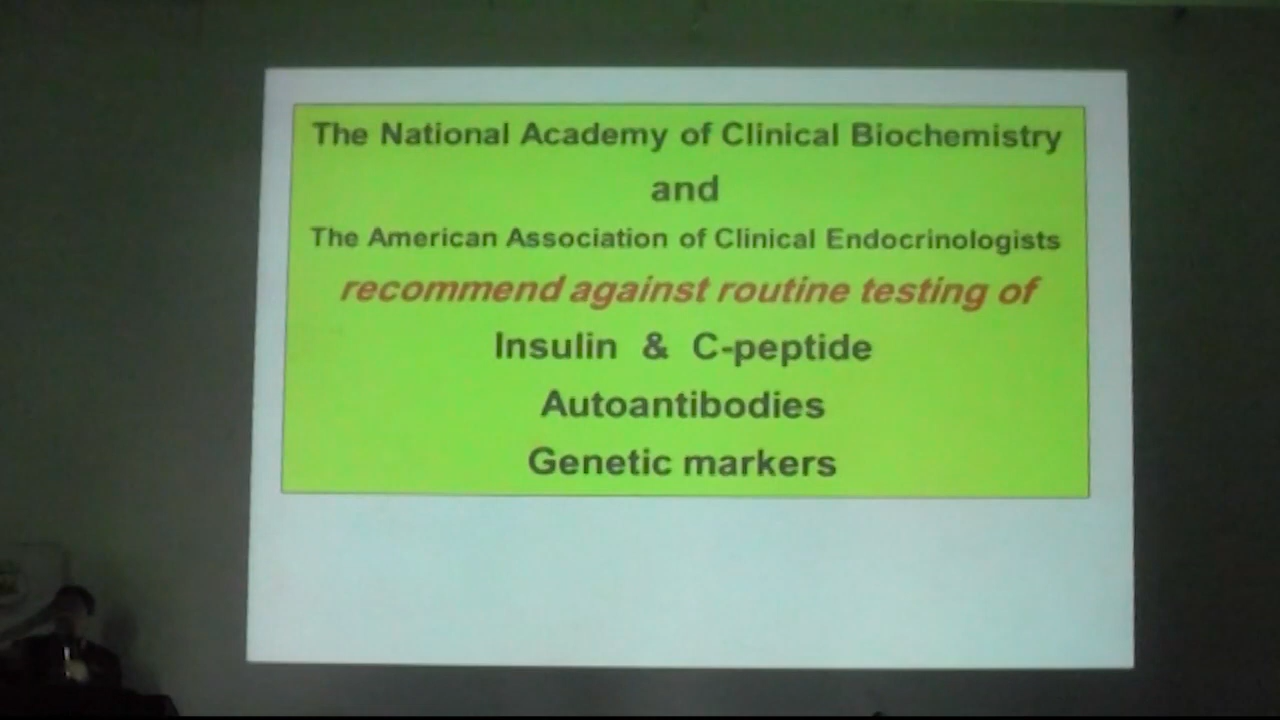 The National Academy of Clinical Biochemistry
and
The American Association of Clinical Endocrinologists
recommend against routine testing of
Insulin & C-peptide
Autoantibodies
Genetic markers